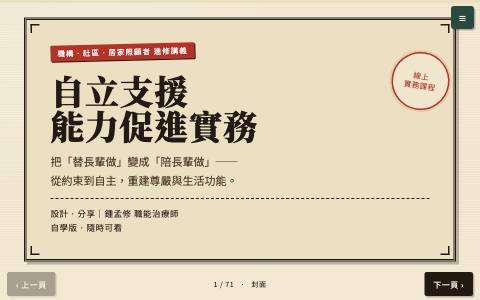 ≡
機構・社區・居家照顧者 進修講義
線上
實務課程
自立支援
能力促進實務
把「替長輩做」變成「陪長輩做」——
從約束到自主，重建尊嚴與生活功能。
設計・分享｜鍾孟修 職能治療師
自學版・隨時可看
‹ 上一頁
1 / 71 · 封面
下一頁 ›